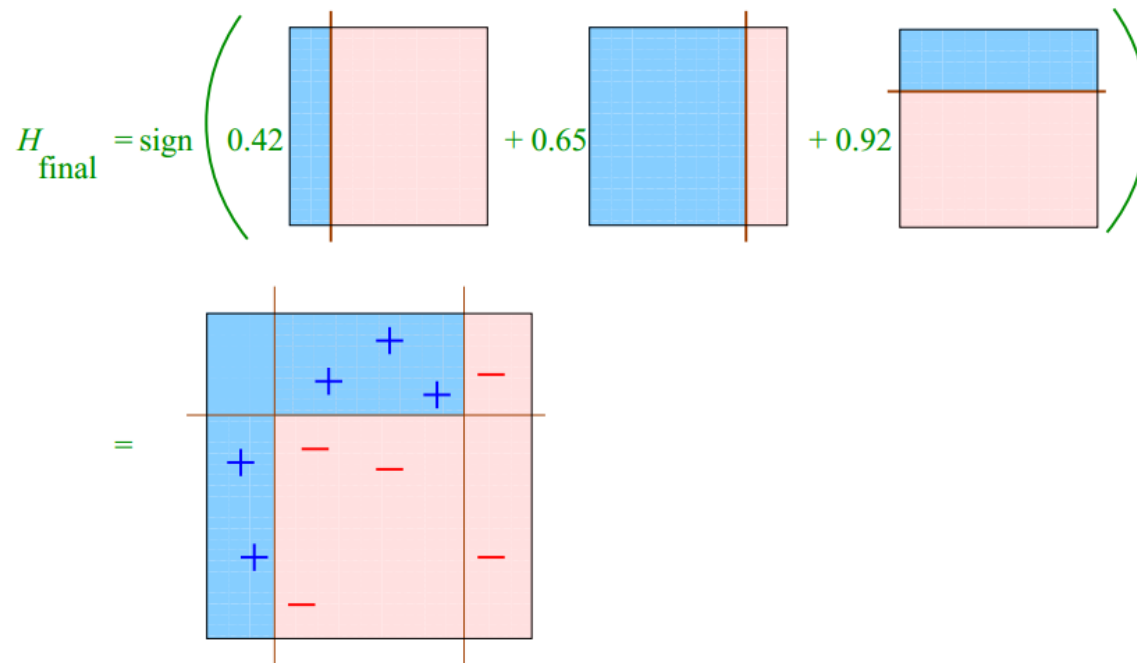 H final = sign ( 0.42 + 0.65 + 0.92 )
=